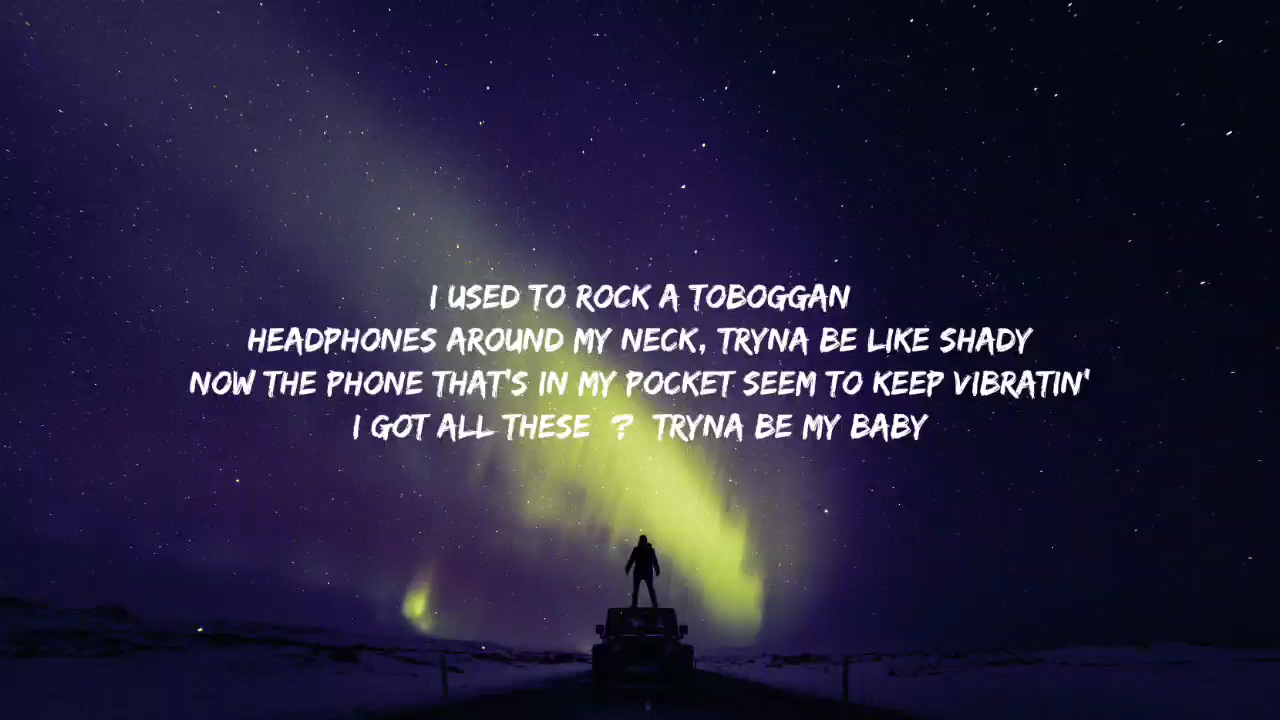 I USED TO ROCK A TOBOGGAN
HEADPHONES AROUND MY NECK, TRYNA BE LIKE SHADY
NOW THE PHONE THAT'S IN MY POCKET SEEM TO KEEP VIBRATIN'
I GOT ALL THESE ? TRYNA BE MY BABY